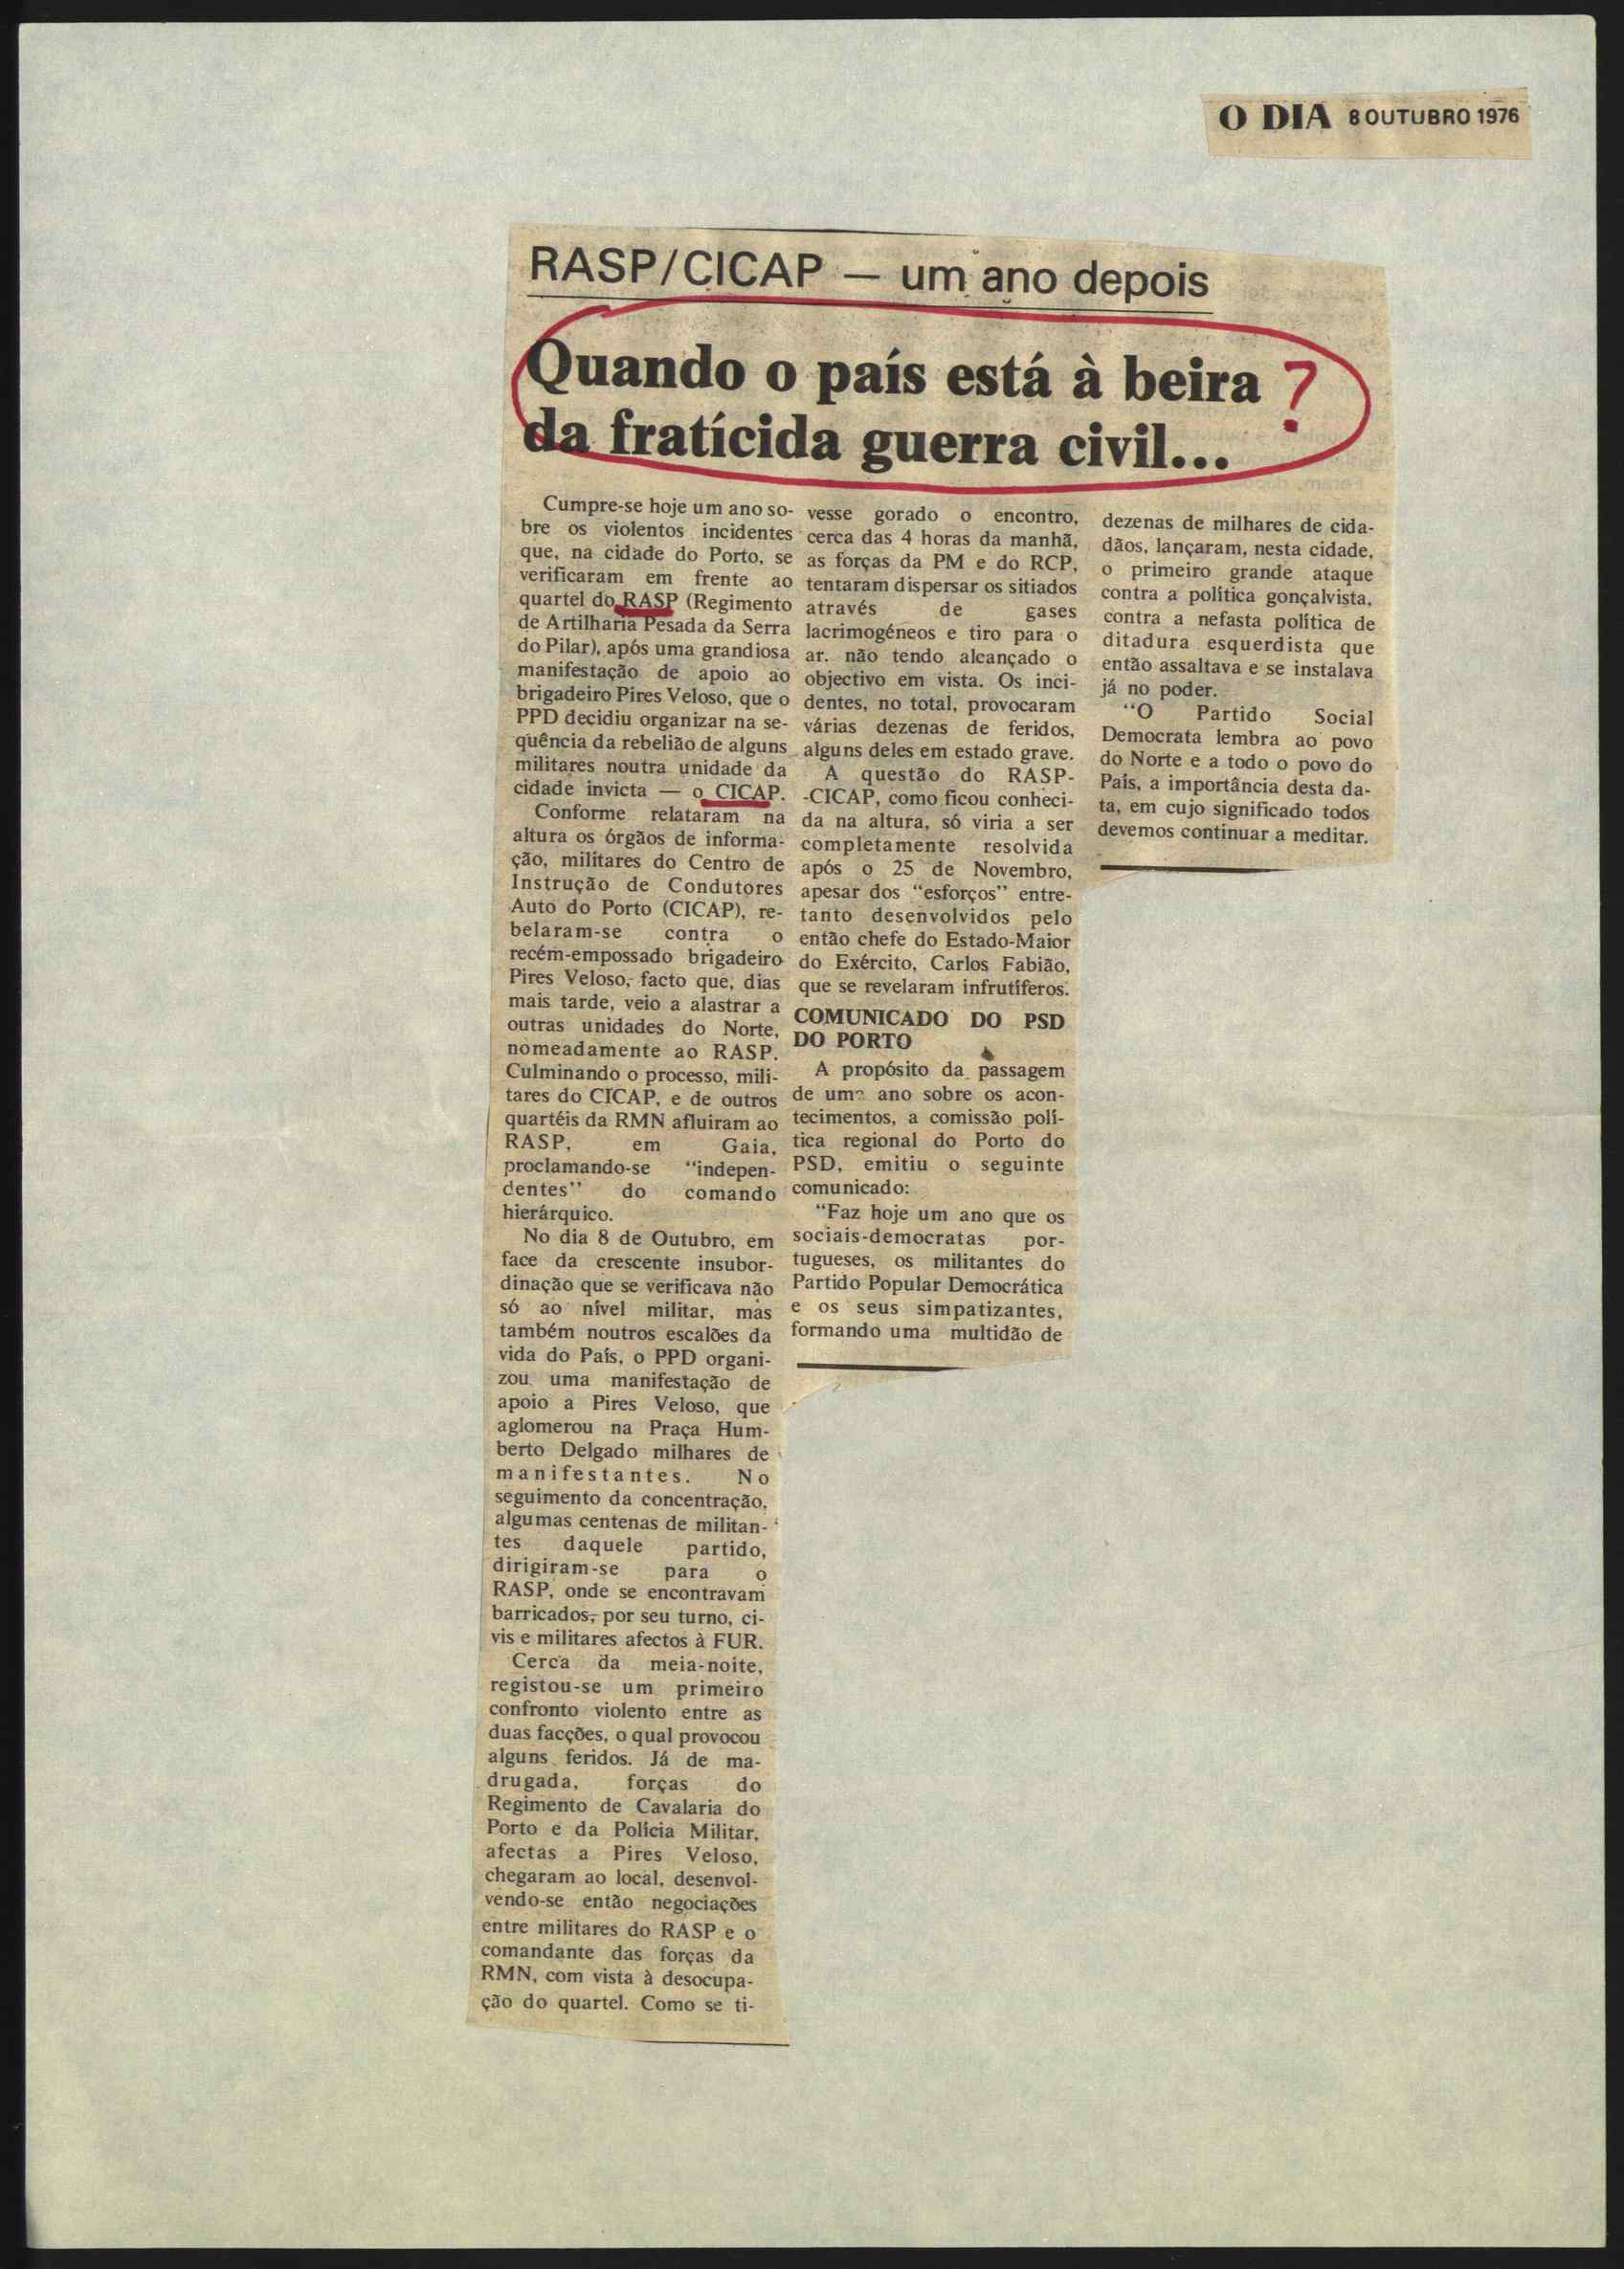 O DIA 8 OUTUBRO 1976
RASP/CICAP — um ano depois
Quando o país está à beira ?
da fratícida guerra civil...
Cumpre-se hoje um ano so-
bre os violentos incidentes
que, na cidade do Porto, se
verificaram em frente ao
quartel do RASP (Regimento
de Artilharia Pesada da Serra
do Pilar), após uma grandiosa
manifestação de apoio ao
brigadeiro Pires Veloso, que o
PPD decidiu organizar na se-
quência da rebelião de alguns
militares noutra unidade da
cidade invicta — o CICAP.
Conforme relataram na
altura os órgãos de informa-
ção, militares do Centro de
Instrução de Condutores
Auto do Porto (CICAP), re-
belaram-se contra o
recém-empossado brigadeiro
Pires Veloso, facto que, dias
mais tarde, veio a alastrar a
outras unidades do Norte,
nomeadamente ao RASP.
Culminando o processo, mili-
tares do CICAP, e de outros
quartéis da RMN afluiram ao
RASP, em Gaia,
proclamando-se "indepen-
dentes" do comando
hierárquico.
No dia 8 de Outubro, em
face da crescente insubor-
dinação que se verificava não
só ao nível militar, mas
também noutros escalões da
vida do País, o PPD organi-
zou uma manifestação de
apoio a Pires Veloso, que
aglomerou na Praça Hum-
berto Delgado milhares de
manifestantes. No
seguimento da concentração,
algumas centenas de militan-
tes daquele partido,
dirigiram-se para o
RASP, onde se encontravam
barricados, por seu turno, ci-
vis e militares afectos à FUR.
Cerca da meia-noite,
registou-se um primeiro
confronto violento entre as
duas facções, o qual provocou
alguns feridos. Já de ma-
drugada, forças do
Regimento de Cavalaria do
Porto e da Polícia Militar,
afectas a Pires Veloso,
chegaram ao local, desenvol-
vendo-se então negociações
entre militares do RASP e o
comandante das forças da
RMN, com vista à desocupa-
ção do quartel. Como se ti-
vesse gorado o encontro,
cerca das 4 horas da manhã,
as forças da PM e do RCP,
tentaram dispersar os sitiados
através de gases
lacrimogéneos e tiro para o
ar, não tendo alcançado o
objectivo em vista. Os inci-
dentes, no total, provocaram
várias dezenas de feridos,
alguns deles em estado grave.
A questão do RASP-
-CICAP, como ficou conheci-
da na altura, só viria a ser
completamente resolvida
após o 25 de Novembro,
apesar dos "esforços" entre-
tanto desenvolvidos pelo
então chefe do Estado-Maior
do Exército, Carlos Fabião,
que se revelaram infrutíferos.
COMUNICADO DO PSD
DO PORTO
A propósito da passagem
de um ano sobre os acon-
tecimentos, a comissão polí-
tica regional do Porto do
PSD, emitiu o seguinte
comunicado:
"Faz hoje um ano que os
sociais-democratas por-
tugueses, os militantes do
Partido Popular Democrática
e os seus simpatizantes,
formando uma multidão de
dezenas de milhares de cida-
dãos, lançaram, nesta cidade,
o primeiro grande ataque
contra a política gonçalvista,
contra a nefasta política de
ditadura esquerdista que
então assaltava e se instalava
já no poder.
"O Partido Social
Democrata lembra ao povo
do Norte e a todo o povo do
País, a importância desta da-
ta, em cujo significado todos
devemos continuar a meditar.